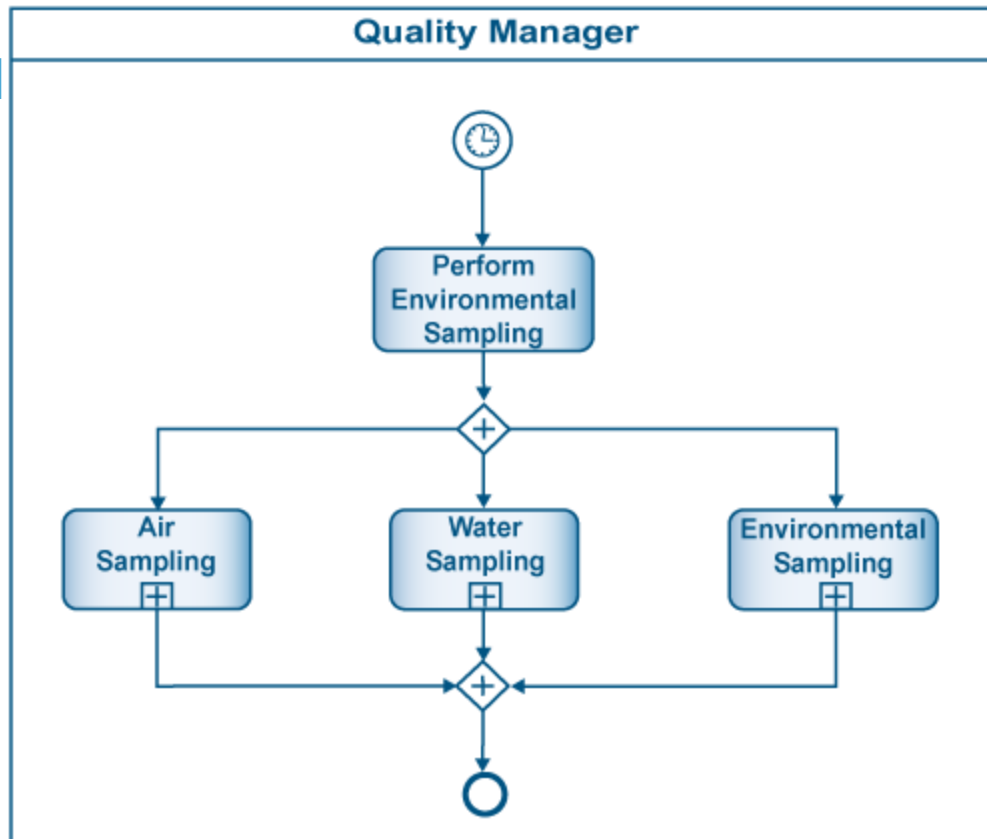 Quality Manager
Perform
Environmental
Sampling
Air
Sampling
Water
Sampling
Environmental
Sampling